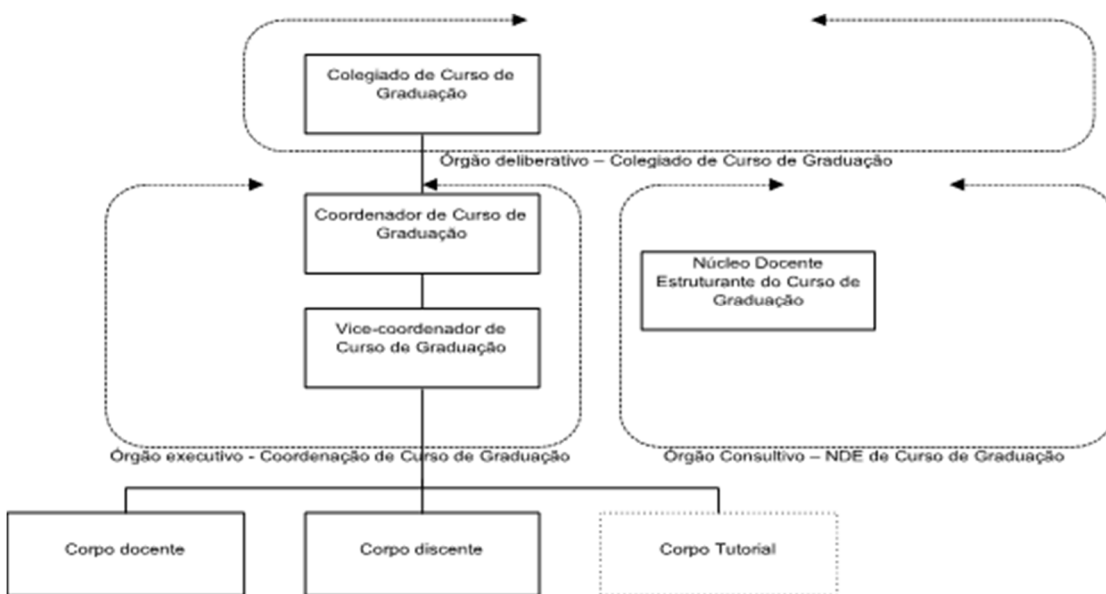 Colegiado de Curso de
Graduação
Órgão deliberativo – Colegiado de Curso de Graduação
Coordenador de Curso de
Graduação
Núcleo Docente
Estruturante do Curso de
Graduação
Vice-coordenador de
Curso de Graduação
Órgão executivo - Coordenação de Curso de Graduação
Órgão Consultivo – NDE de Curso de Graduação
Corpo docente
Corpo discente
Corpo Tutorial